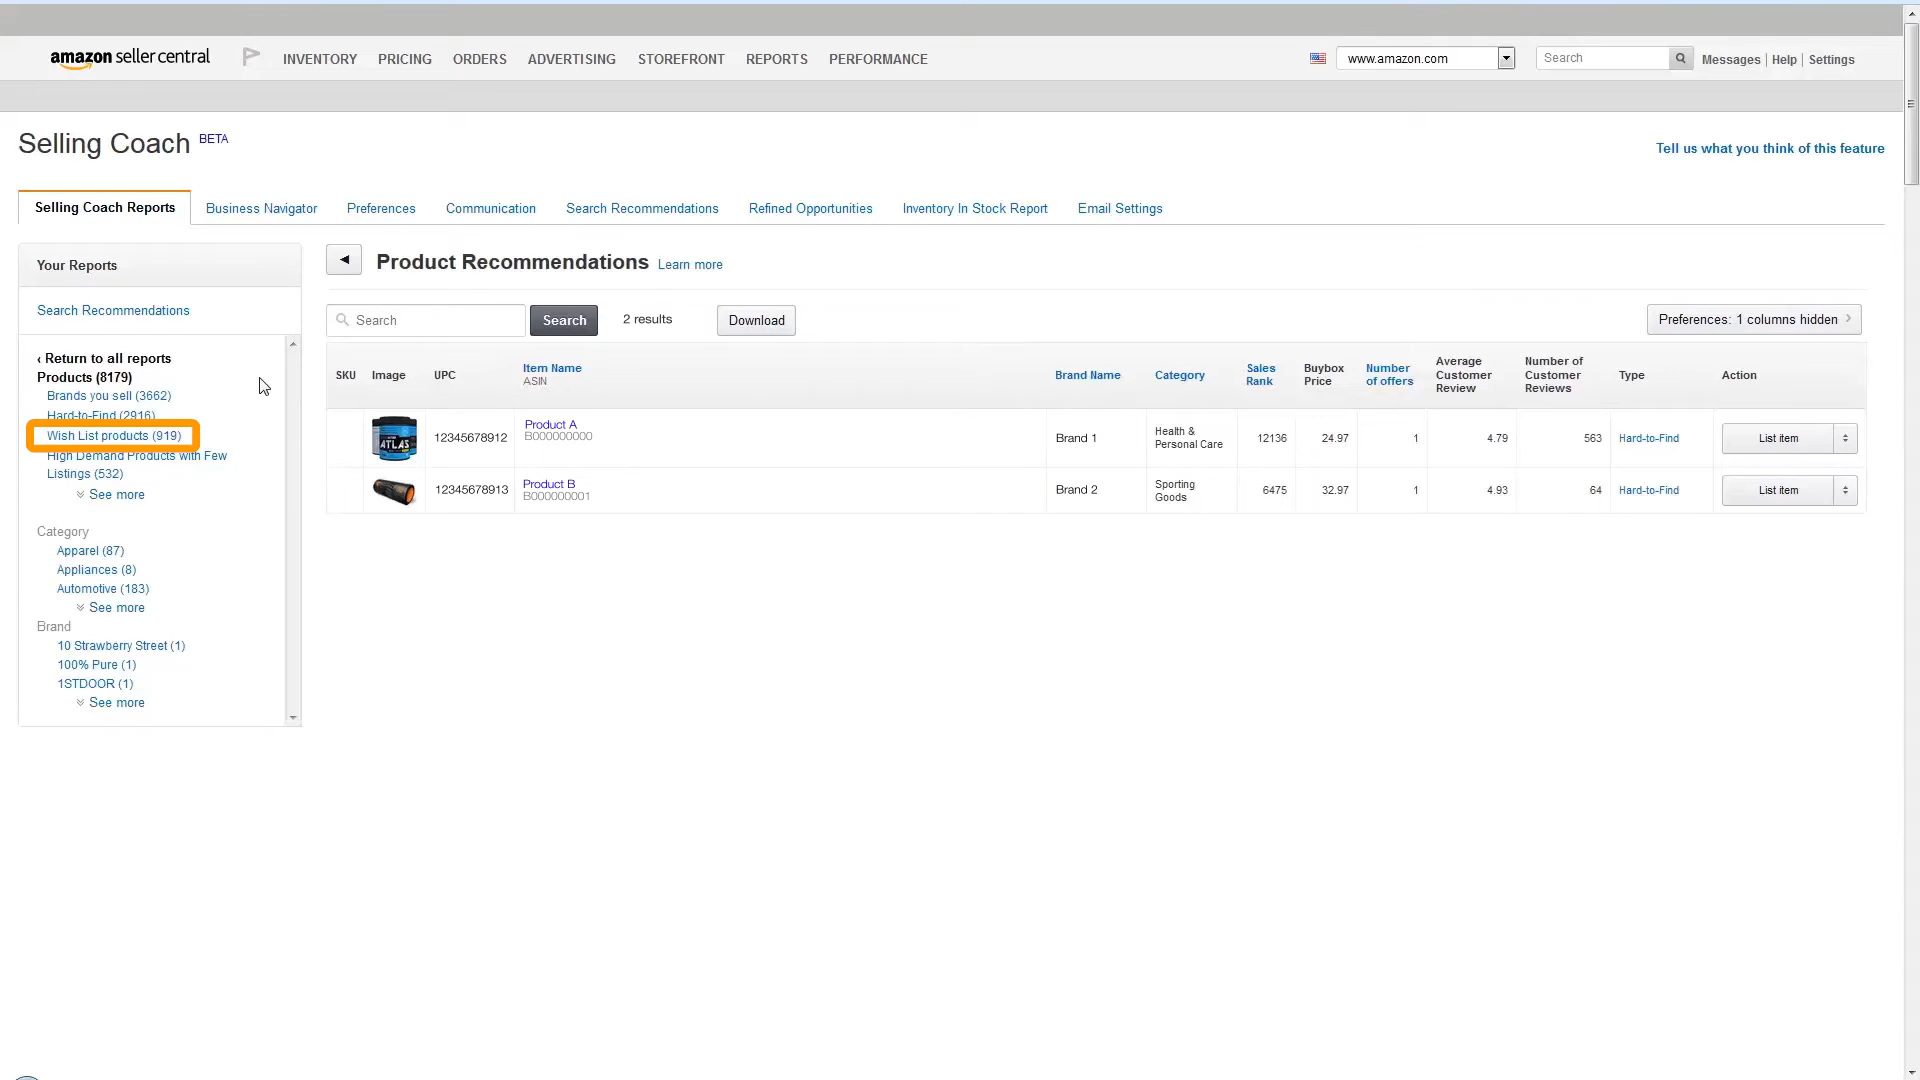 amazon seller central
INVENTORY PRICING ORDERS ADVERTISING STOREFRONT REPORTS PERFORMANCE
www.amazon.com
Search
Messages | Help | Settings
Selling Coach BETA
Tell us what you think of this feature
Selling Coach Reports Business Navigator Preferences Communication Search Recommendations Refined Opportunities Inventory In Stock Report Email Settings
Your Reports
Search Recommendations
‹ Return to all reports
Products (8179)
Brands you sell (3662)
Hard-to-Find (2916)
Wish List products (919)
High Demand Products with Few
Listings (532)
See more
Category
Apparel (87)
Appliances (8)
Automotive (183)
See more
Brand
10 Strawberry Street (1)
100% Pure (1)
1STDOOR (1)
See more
Product Recommendations Learn more
Search Search 2 results Download Preferences: 1 columns hidden
SKU Image UPC
Item Name
ASIN
Brand Name Category
Sales
Rank
Buybox
Price
Number
of offers
Average
Customer
Review
Number of
Customer
Reviews
Type Action
ATLAS
12345678912
Product A
B000000000
Brand 1
Health &
Personal Care
12136 24.97 1 4.79 563 Hard-to-Find List item
12345678913
Product B
B000000001
Brand 2
Sporting
Goods
6475 32.97 1 4.93 64 Hard-to-Find List item